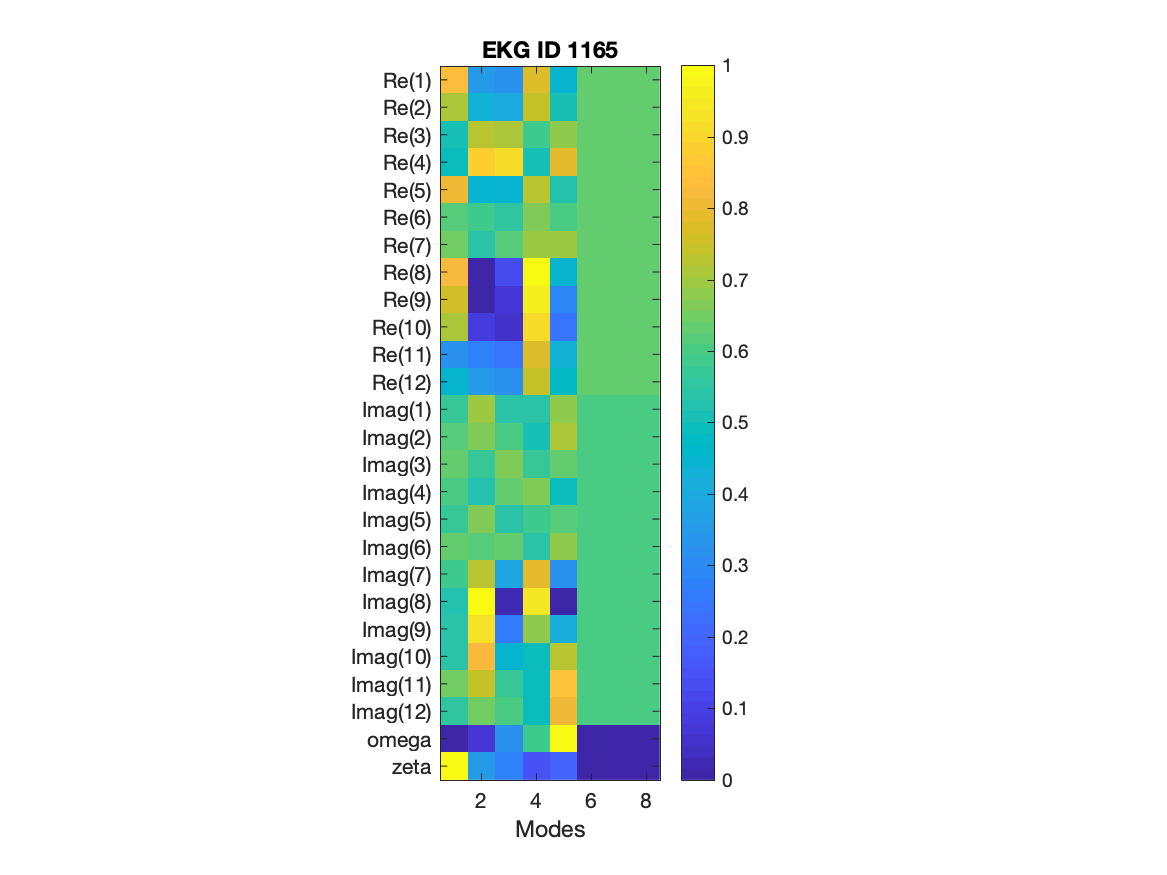 EKG ID 1165
Re(1)
Re(2)
Re(3)
Re(4)
Re(5)
Re(6)
Re(7)
Re(8)
Re(9)
Re(10)
Re(11)
Re(12)
Imag(1)
Imag(2)
Imag(3)
Imag(4)
Imag(5)
Imag(6)
Imag(7)
Imag(8)
Imag(9)
Imag(10)
Imag(11)
Imag(12)
omega
zeta
2 4 6 8
Modes
1
0.9
0.8
0.7
0.6
0.5
0.4
0.3
0.2
0.1
0